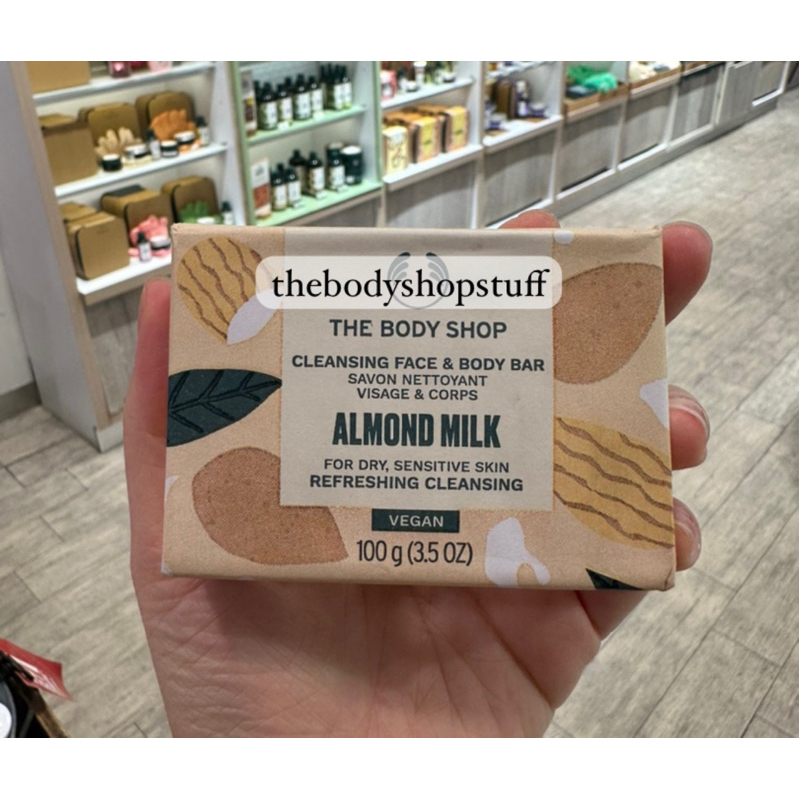 thebodyshopstuff
THE BODY SHOP
CLEANSING FACE & BODY BAR
SAVON NETTOYANT
VISAGE & CORPS
ALMOND MILK
FOR DRY, SENSITIVE SKIN
REFRESHING CLEANSING
VEGAN
100 g (3.5 OZ)